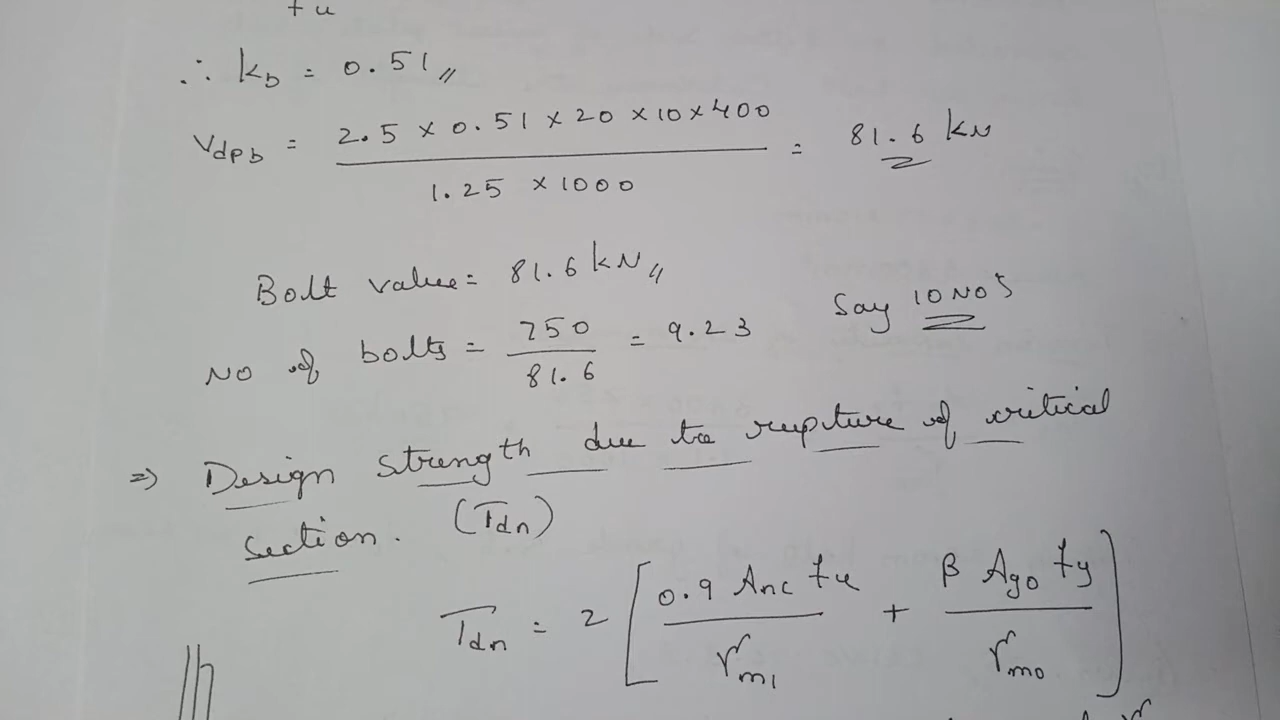 fu
∴ kb = 0.51
Vdpb = 2.5 × 0.51 × 20 × 10 × 400 / 1.25 × 1000 = 81.6 kN
Bolt value = 81.6 kN
No of bolts = 750 / 81.6 = 9.23 Say 10 NOS
⇒ Design strength due to rupture of critical
section. (Tdn)
Tdn = 2 [ 0.9 Anc fu / γm1 + β Ago fy / γm0 ]